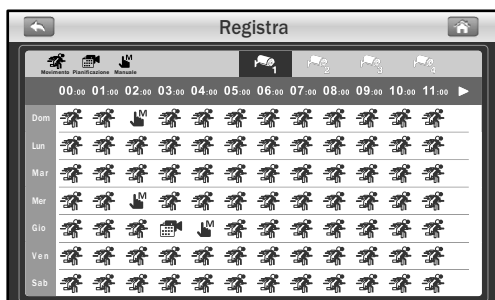 Registra
Movimento Pianificazione Manuale
1 2 3 4
00:00 01:00 02:00 03:00 04:00 05:00 06:00 07:00 08:00 09:00 10:00 11:00
Dom M
Lun
Mar
Mer M
Gio M
Ven
Sab